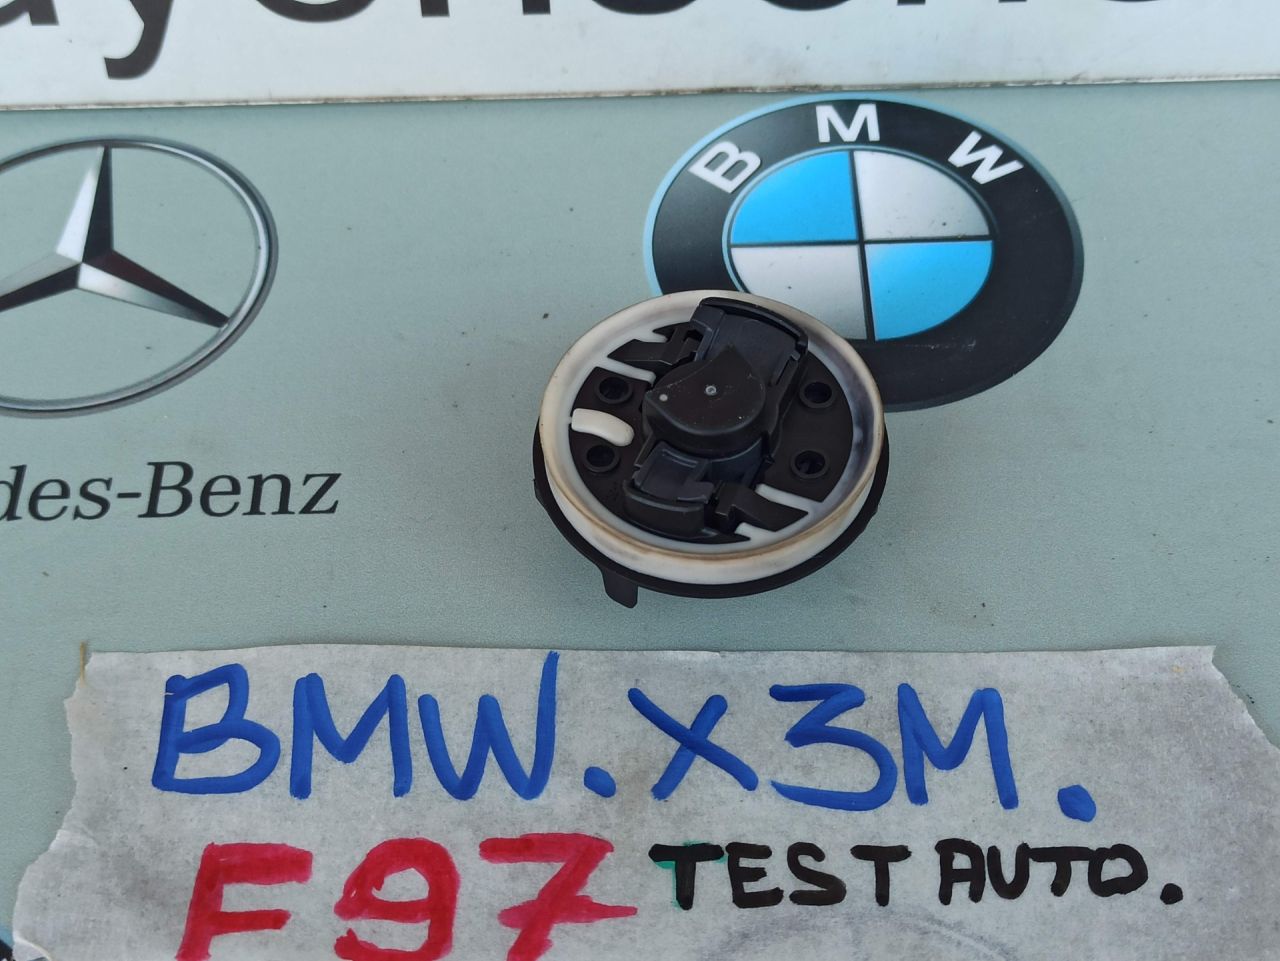 BMW
des-Benz
BMW. X3M.
F97 TEST AUTO.